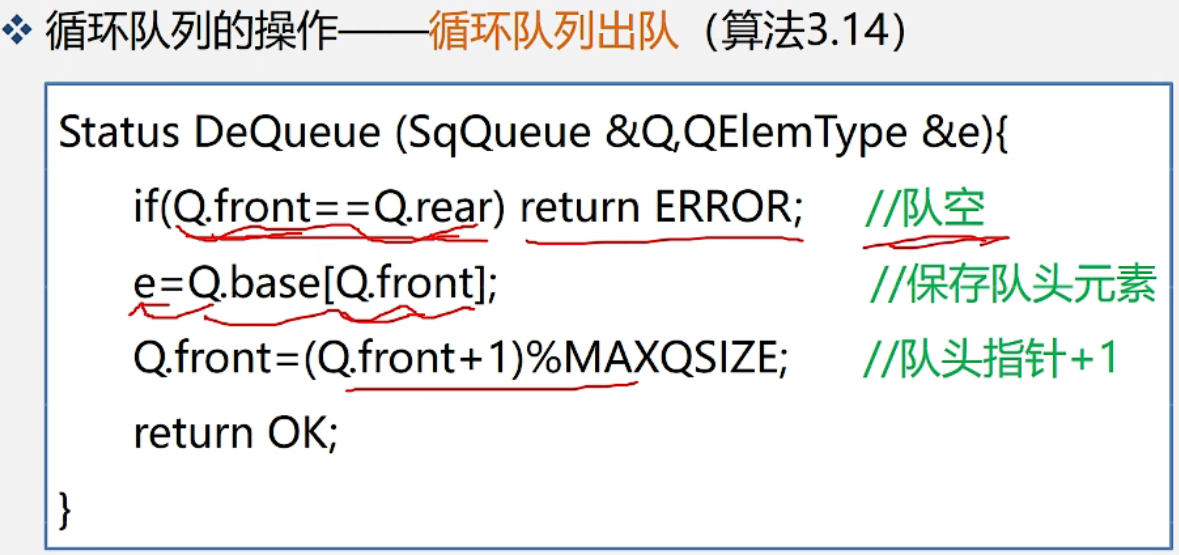 循环队列的操作——循环队列出队（算法3.14）
Status DeQueue (SqQueue &Q,QElemType &e){
if(Q.front==Q.rear) return ERROR; //队空
e=Q.base[Q.front]; //保存队头元素
Q.front=(Q.front+1)%MAXQSIZE; //队头指针+1
return OK;
}